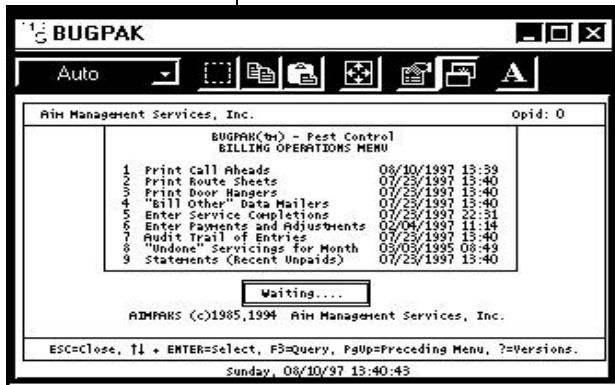 BUGPAK
Auto
A
Aim Management Services, Inc. Opid: 0
BUGPAK(tm) - Pest Control
BILLING OPERATIONS MENU
1 Print Call Aheads 08/10/1997 13:39
2 Print Route Sheets 07/23/1997 13:40
3 Print Door Hangers 07/23/1997 13:40
4 "Bill Other" Data Mailers 07/23/1997 13:40
5 Enter Service Completions 07/23/1997 22:31
6 Enter Payments and Adjustments 02/04/1997 11:14
7 Audit Trail of Entries 07/23/1997 13:40
8 "Undone" Servicings for Month 03/03/1995 08:49
9 Statements (Recent Unpaids) 07/23/1997 13:40
Waiting....
AIMPAKS (c)1985,1994 Aim Management Services, Inc.
ESC=Close, ↑↓ + ENTER=Select, F3=Query, PgUp=Preceding Menu, ?=Versions.
Sunday, 08/10/97 13:40:43